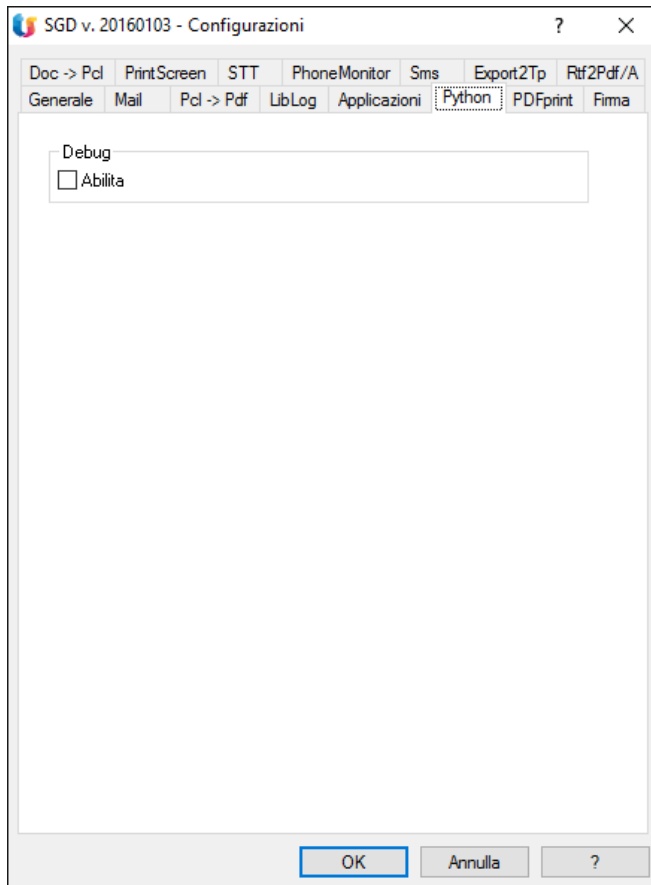 SGD v. 20160103 - Configurazioni ?
Doc -> Pcl PrintScreen STT PhoneMonitor Sms Export2Tp Rtf2Pdf/A
Generale Mail Pcl -> Pdf LibLog Applicazioni Python PDFprint Firma
Debug
Abilita
OK Annulla ?